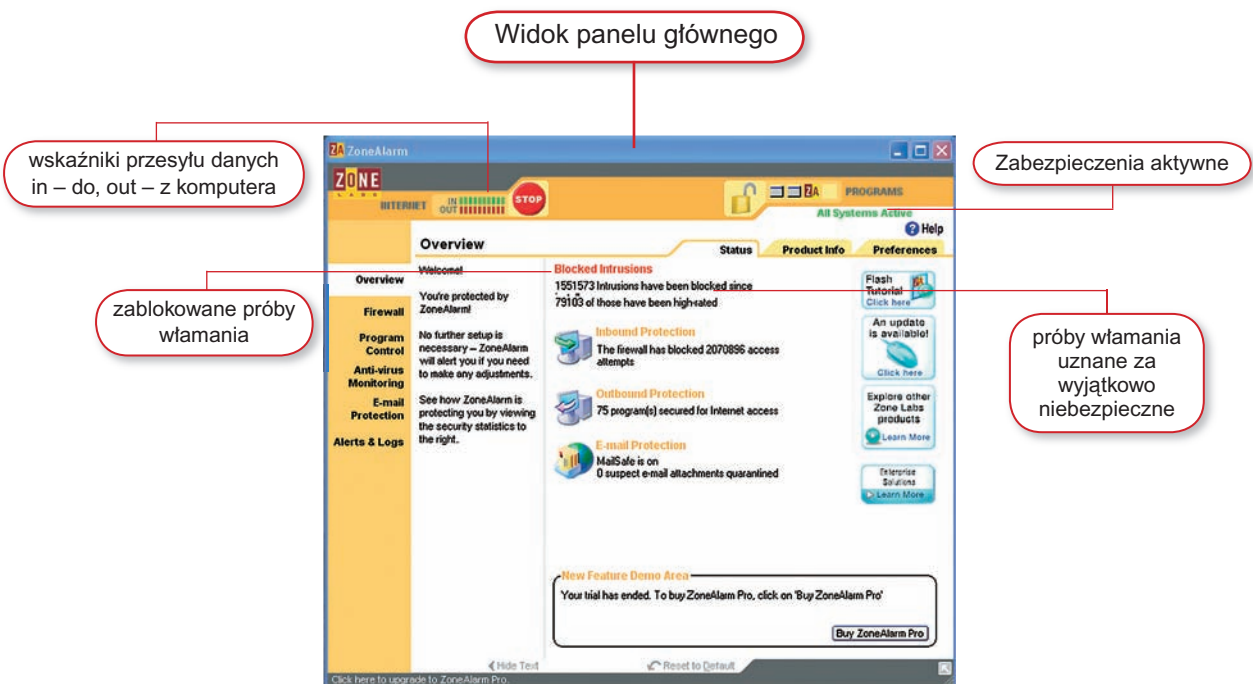 Widok panelu głównego
wskaźniki przesyłu danych
in – do, out – z komputera
Zabezpieczenia aktywne
zablokowane próby
włamania
próby włamania
uznane za
wyjątkowo
niebezpieczne
ZA ZoneAlarm
ZONE
LABS
INTERNET
IN
OUT
STOP
ZA
PROGRAMS
All Systems Active
Help
Overview
Status
Product Info
Preferences
Overview
Firewall
Program
Control
Anti-virus
Monitoring
E-mail
Protection
Alerts & Logs
Welcome!
You're protected by
ZoneAlarm!
No further setup is
necessary – ZoneAlarm
will alert you if you need
to make any adjustments.
See how ZoneAlarm is
protecting you by viewing
the security statistics to
the right.
Blocked Intrusions
1551573 Intrusions have been blocked since
79103 of those have been high-rated
Inbound Protection
The firewall has blocked 2070896 access
attempts
Outbound Protection
75 program(s) secured for Internet access
E-mail Protection
MailSafe is on
0 suspect e-mail attachments quarantined
Flash
Tutorial
Click here
An update
is available!
Click here
Explore other
Zone Labs
products
Learn More
Enterprise
Solutions
Learn More
New Feature Demo Area
Your trial has ended. To buy ZoneAlarm Pro, click on 'Buy ZoneAlarm Pro'
Buy ZoneAlarm Pro
Hide Text
Reset to Default
Click here to upgrade to ZoneAlarm Pro.